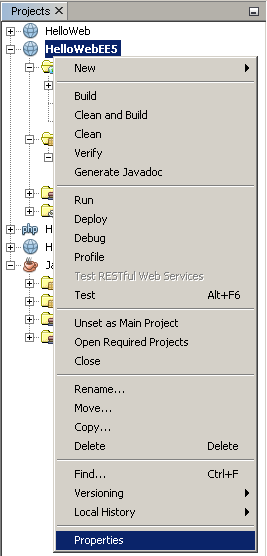 Projects
HelloWeb
HelloWebEE5
New
Build
Clean and Build
Clean
Verify
Generate Javadoc
Run
Deploy
Debug
Profile
Test RESTful Web Services
Test Alt+F6
Unset as Main Project
Open Required Projects
Close
Rename...
Move...
Copy...
Delete Delete
Find... Ctrl+F
Versioning
Local History
Properties
php H
H
Ja